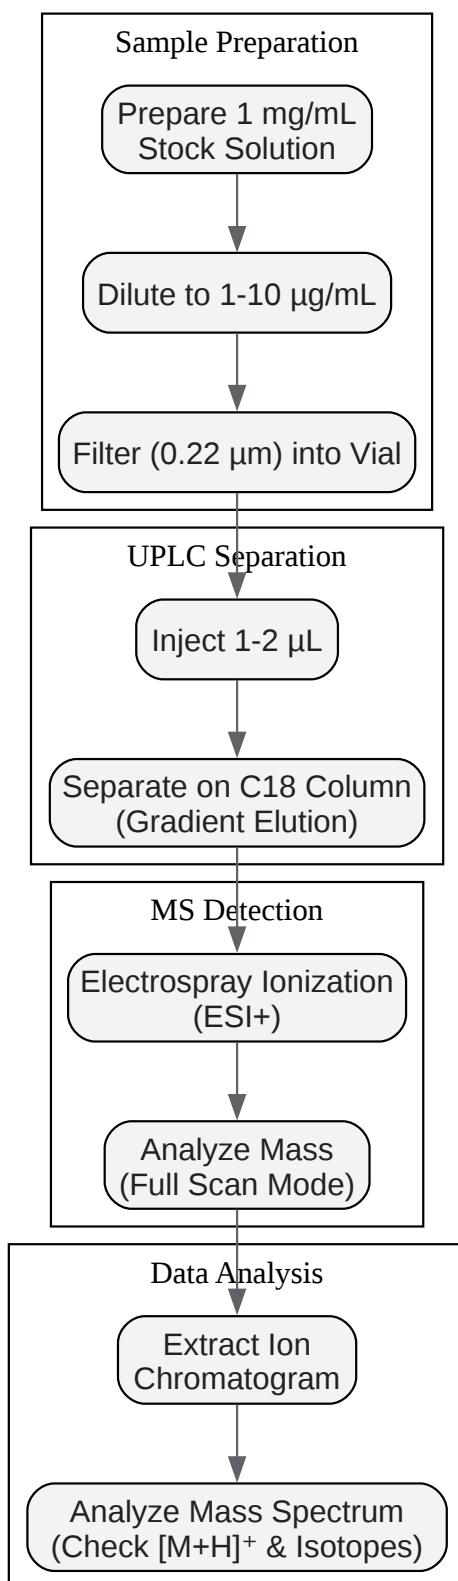 Sample Preparation
Prepare 1 mg/mL
Stock Solution
Dilute to 1-10 µg/mL
Filter (0.22 µm) into Vial
UPLC Separation
Inject 1-2 µL
Separate on C18 Column
(Gradient Elution)
MS Detection
Electrospray Ionization
(ESI+)
Analyze Mass
(Full Scan Mode)
Data Analysis
Extract Ion
Chromatogram
Analyze Mass Spectrum
(Check [M+H]⁺ & Isotopes)